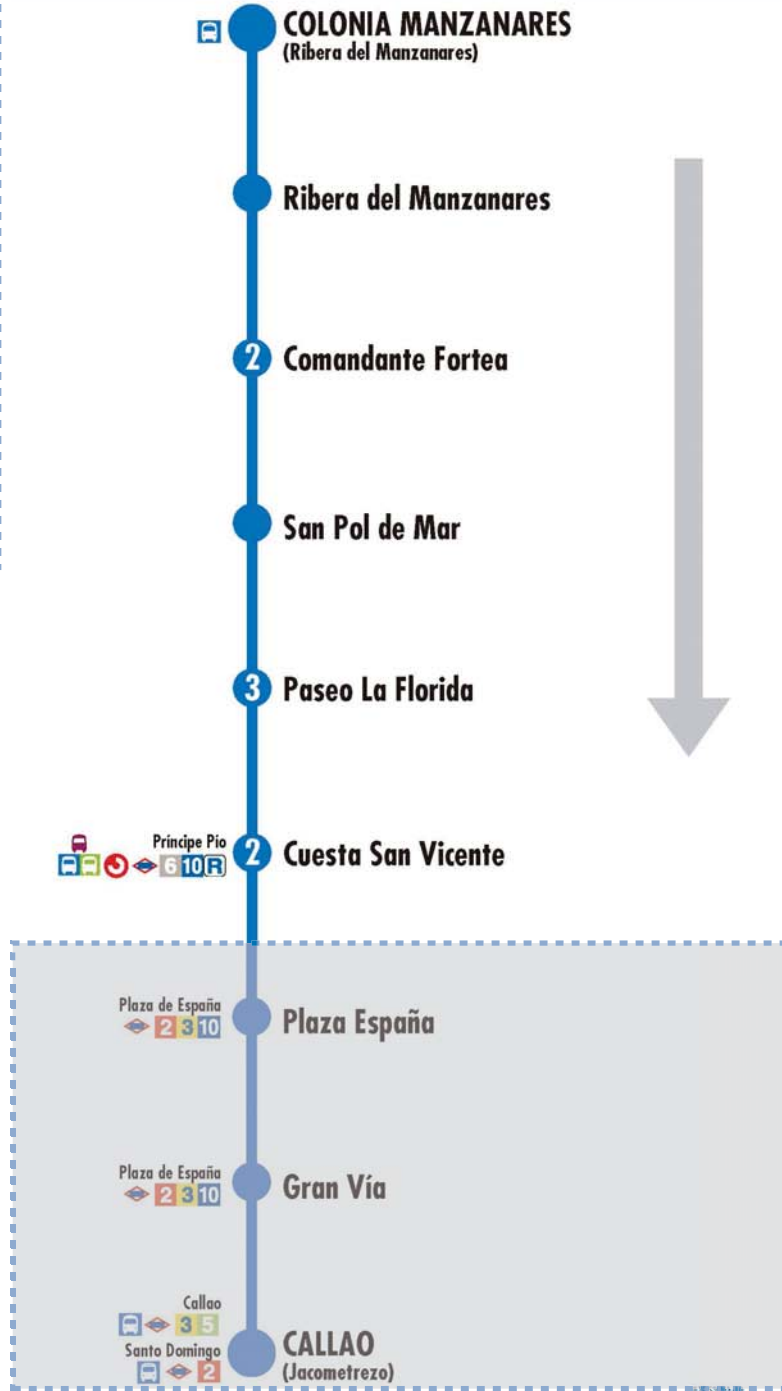 COLONIA MANZANARES
(Ribera del Manzanares)
Ribera del Manzanares
2 Comandante Fortea
San Pol de Mar
3 Paseo La Florida
Príncipe Pío
6 10 R
2 Cuesta San Vicente
Plaza de España
2 3 10
Plaza España
Plaza de España
2 3 10
Gran Vía
Callao
3 5
Santo Domingo
2
CALLAO
(Jacometrezo)